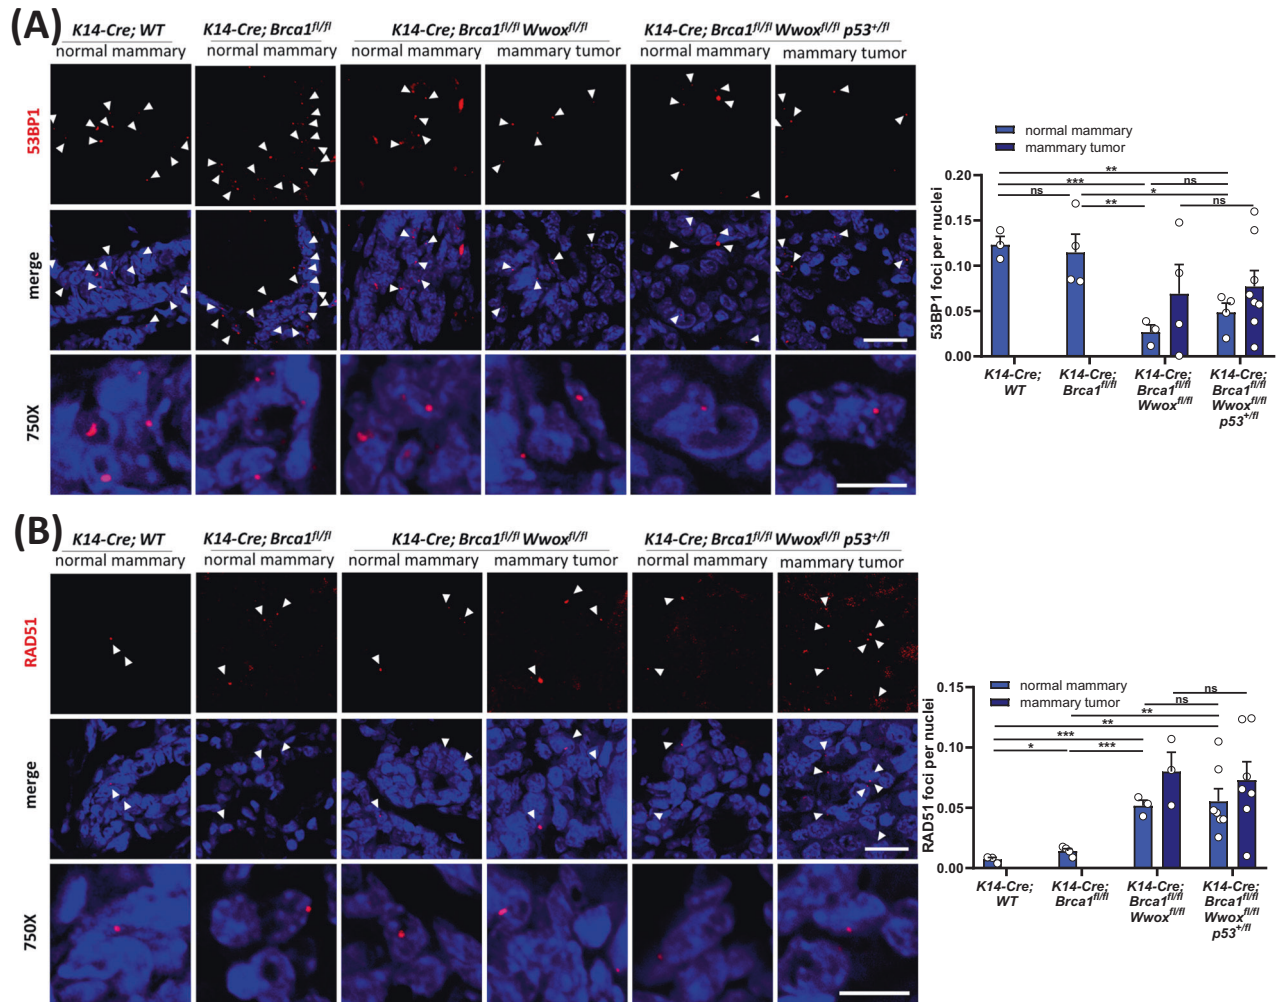 (A)
K14-Cre; WT
normal mammary
K14-Cre; Brca1fl/fl
normal mammary
K14-Cre; Brca1fl/fl Wwoxfl/fl
normal mammary
mammary tumor
K14-Cre; Brca1fl/fl Wwoxfl/fl p53+/fl
normal mammary
mammary tumor
53BP1
merge
750X
normal mammary
mammary tumor
53BP1 foci per nuclei
0.20
0.15
0.10
0.05
0.00
**
*** ns
ns *
** ns
K14-Cre;
WT
K14-Cre;
Brca1fl/fl
K14-Cre;
Brca1fl/fl
Wwoxfl/fl
K14-Cre;
Brca1fl/fl
Wwoxfl/fl
p53+/fl
(B)
K14-Cre; WT
normal mammary
K14-Cre; Brca1fl/fl
normal mammary
K14-Cre; Brca1fl/fl Wwoxfl/fl
normal mammary
mammary tumor
K14-Cre; Brca1fl/fl Wwoxfl/fl p53+/fl
normal mammary
mammary tumor
RAD51
merge
750X
normal mammary
mammary tumor
RAD51 foci per nuclei
0.15
0.10
0.05
0.00
ns
ns
**
**
***
* ***
K14-Cre;
WT
K14-Cre;
Brca1fl/fl
K14-Cre;
Brca1fl/fl
Wwoxfl/fl
K14-Cre;
Brca1fl/fl
Wwoxfl/fl
p53+/fl